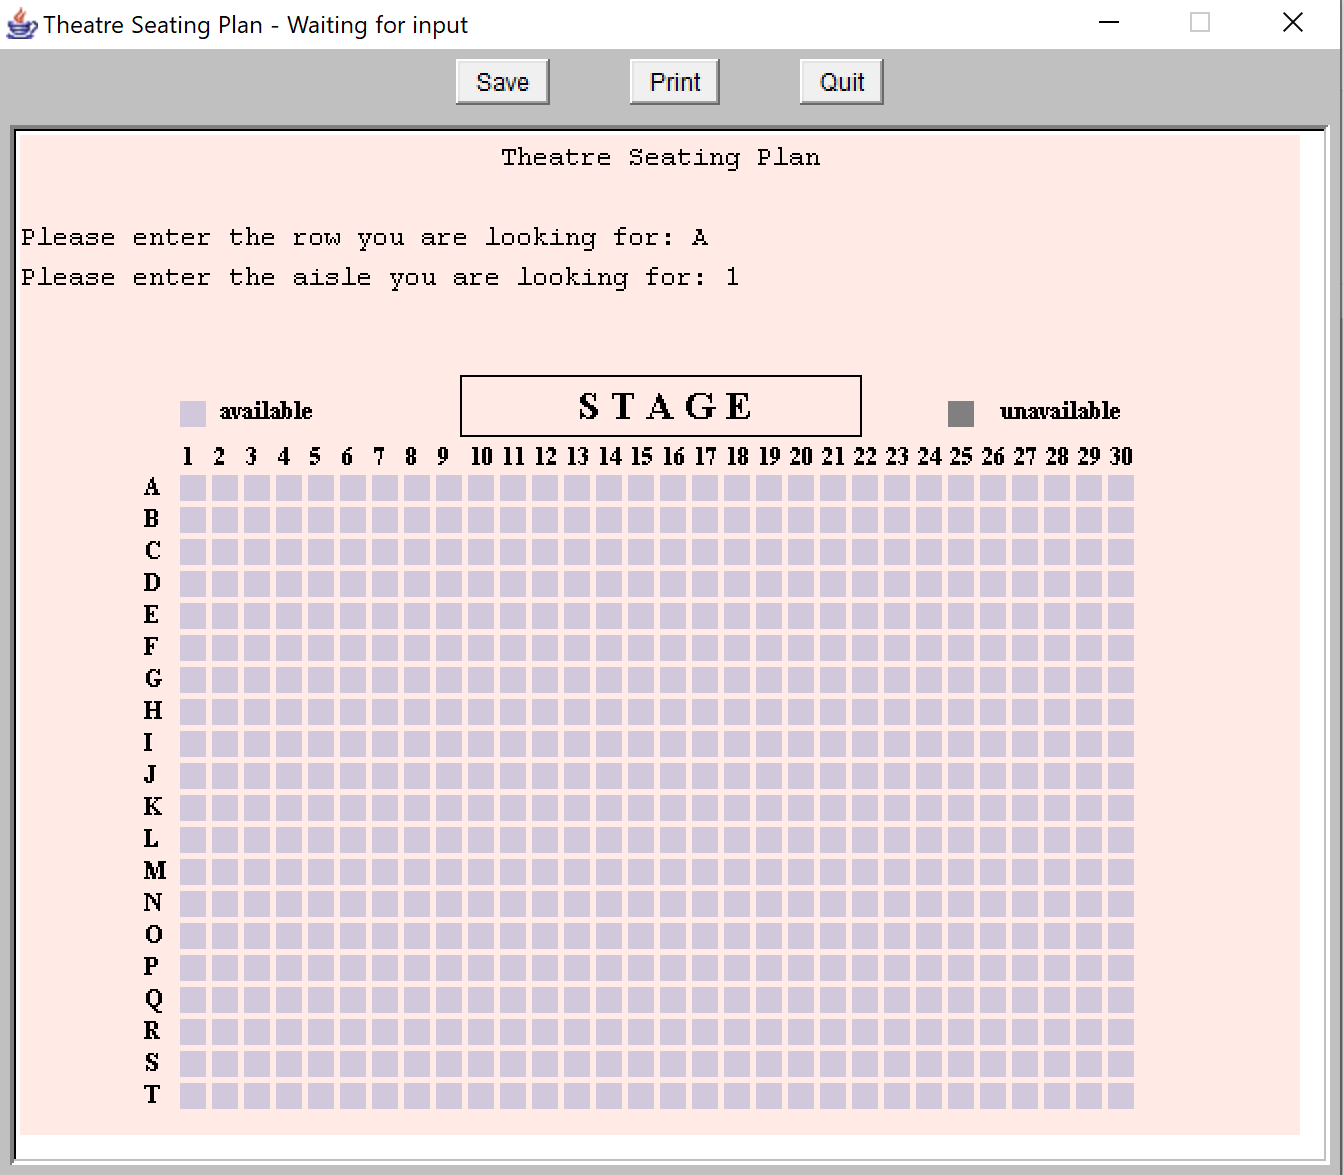 Theatre Seating Plan - Waiting for input
Save Print Quit
Theatre Seating Plan
Please enter the row you are looking for: A
Please enter the aisle you are looking for: 1
available S T A G E unavailable
1 2 3 4 5 6 7 8 9 10 11 12 13 14 15 16 17 18 19 20 21 22 23 24 25 26 27 28 29 30
A
B
C
D
E
F
G
H
I
J
K
L
M
N
O
P
Q
R
S
T